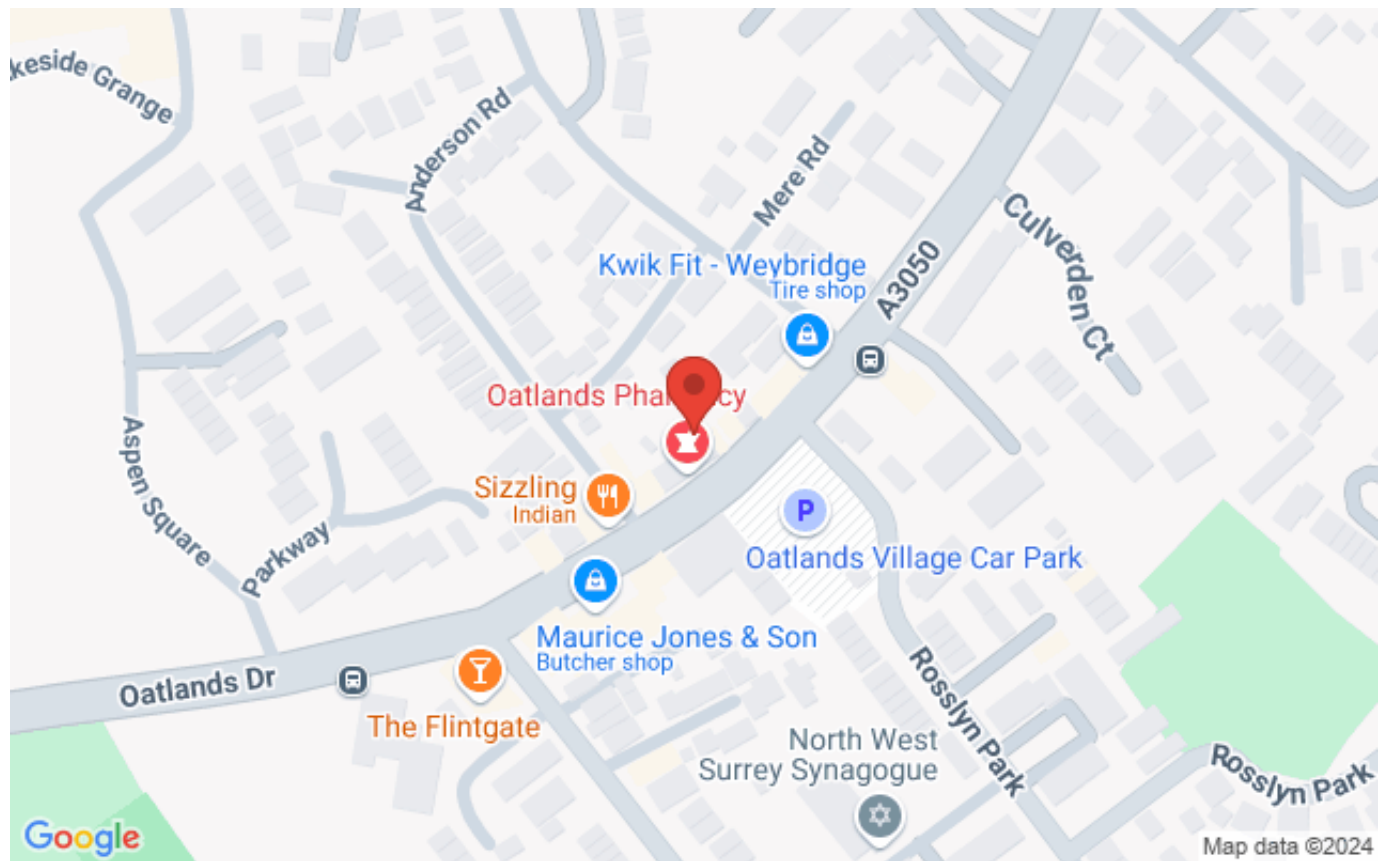 keside Grange
Anderson Rd
Mere Rd
Culverden Ct
Kwik Fit - Weybridge
Tire shop
A3050
Oatlands Pha cy
Aspen Square
Sizzling
Indian
P
Parkway
Oatlands Village Car Park
Maurice Jones & Son
Butcher shop
Oatlands Dr
The Flintgate
Rosslyn Park
North West
Surrey Synagogue
Rosslyn Park
Google
Map data ©2024